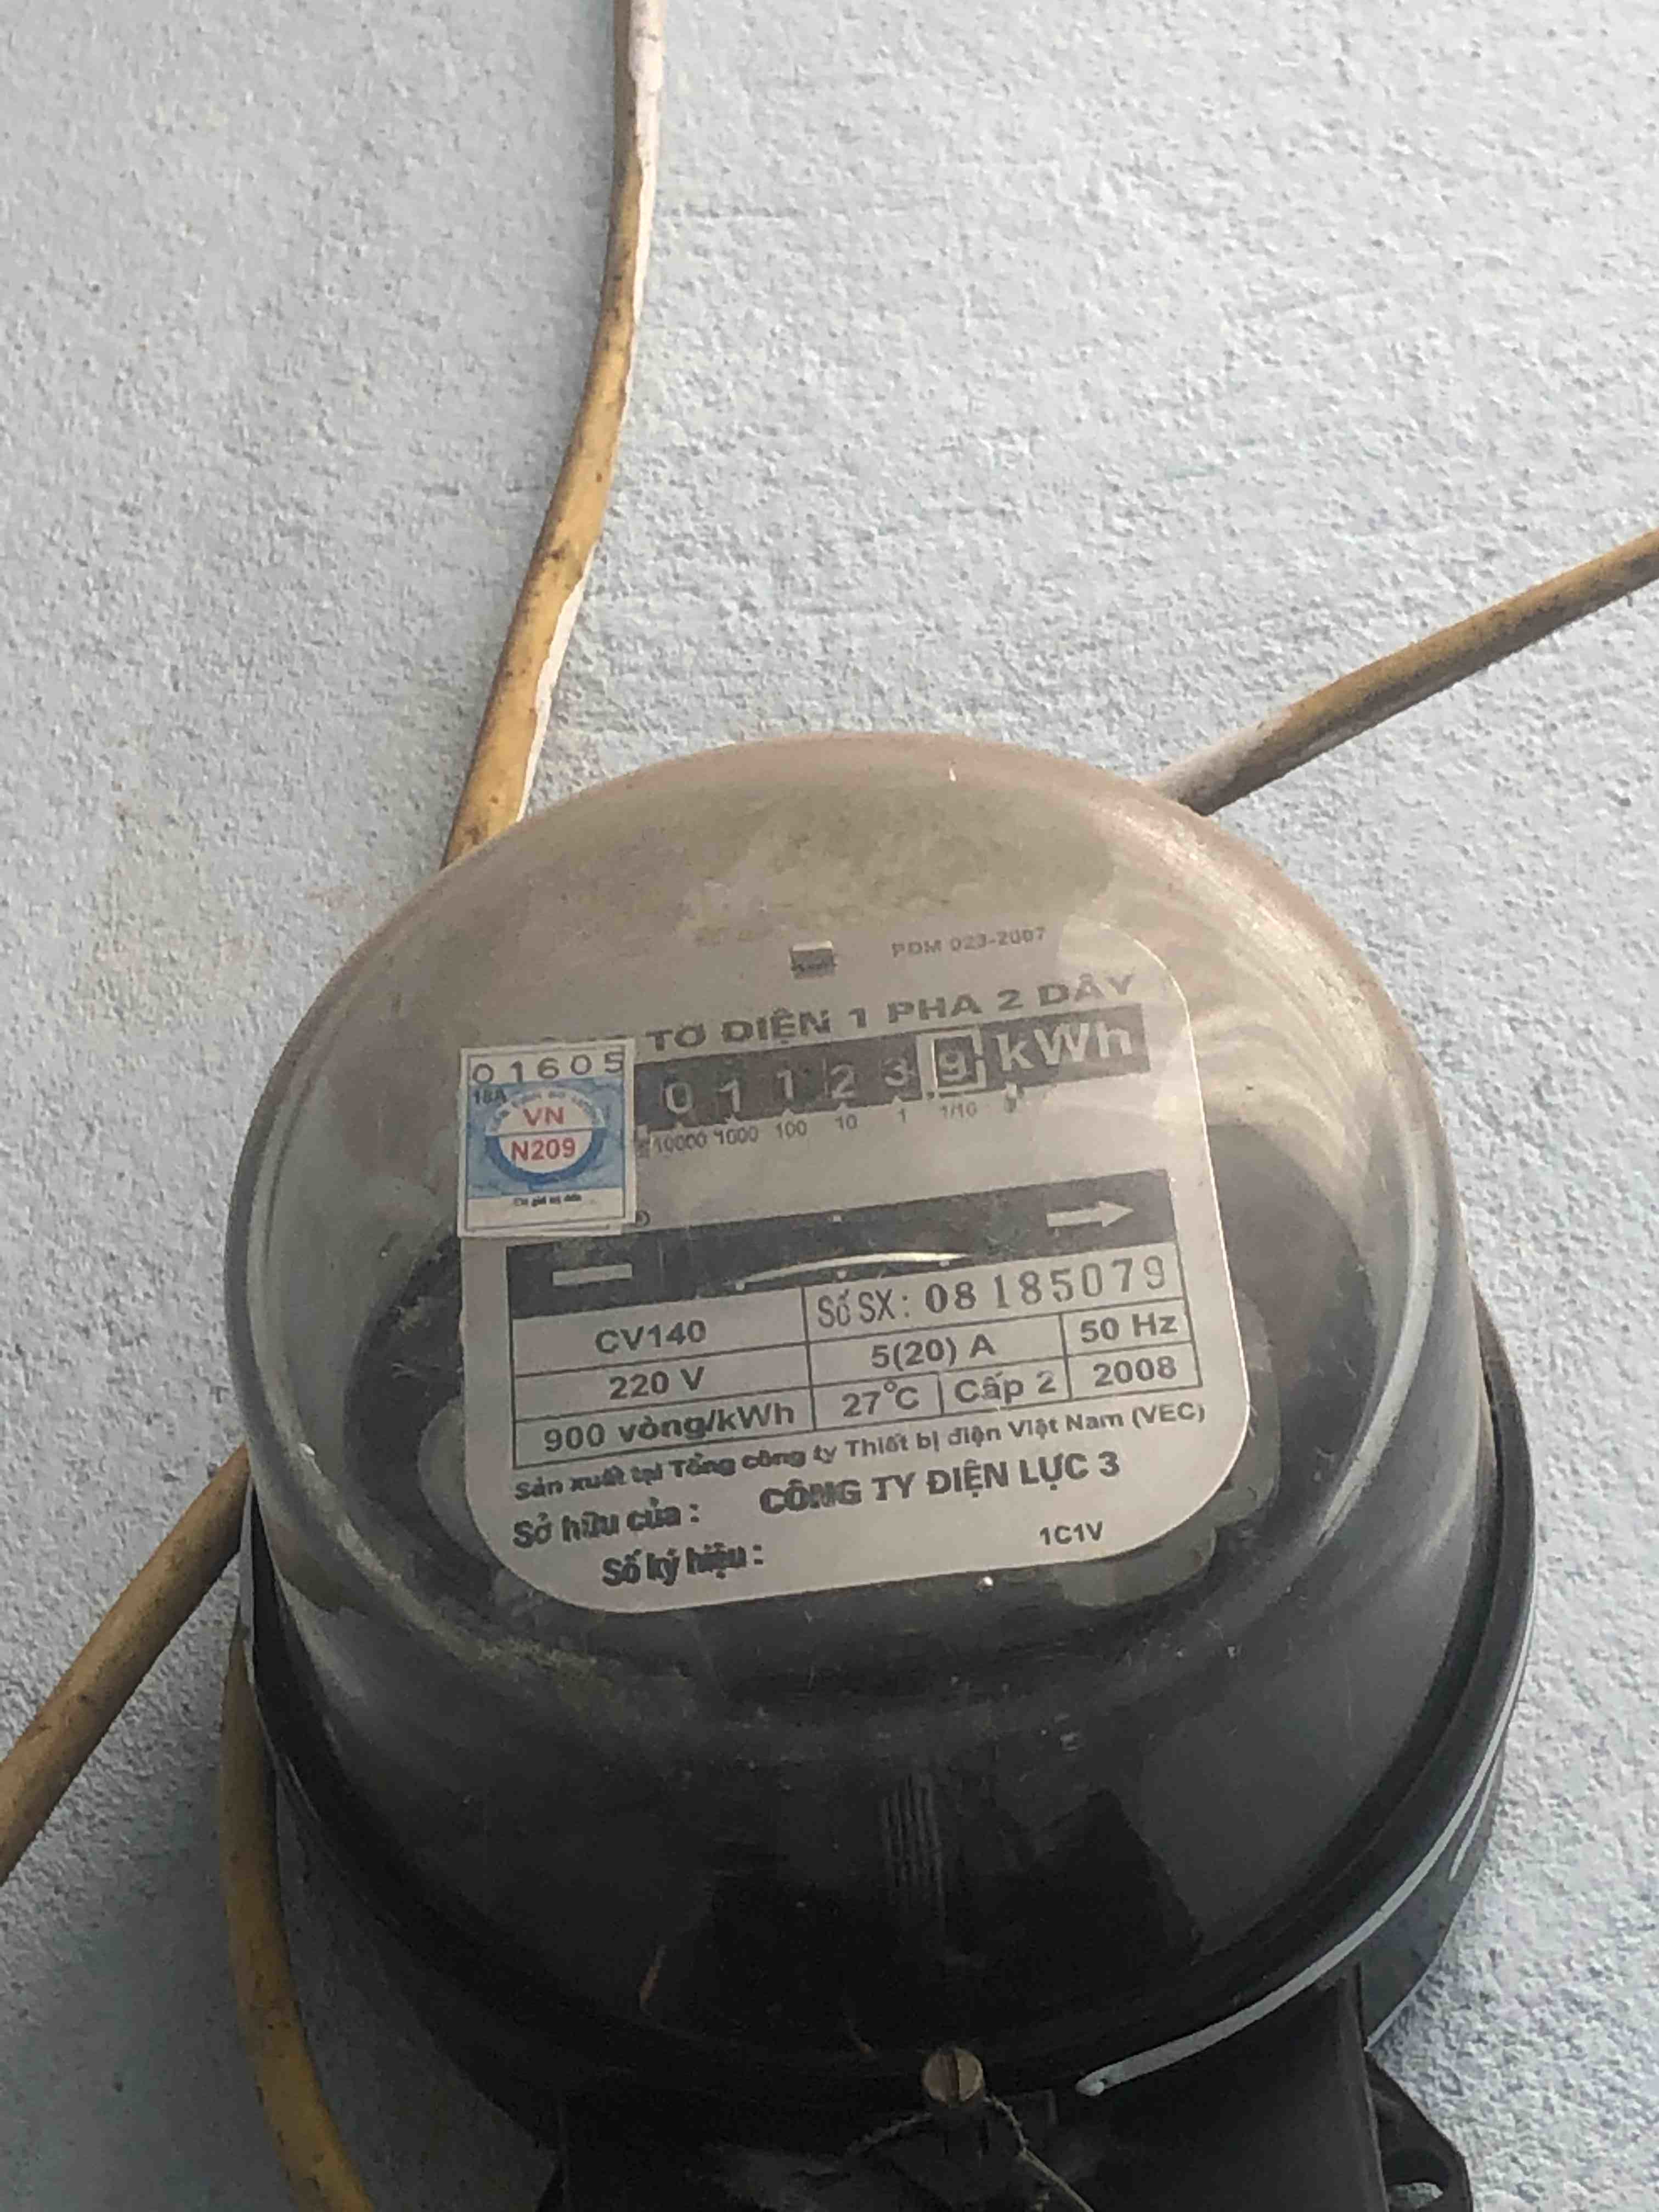 PDM 023-2007
TƠ ĐIỆN 1 PHA 2 DÂY
01605
18A
VN
N209
0 1 1 2 3 9 kWh
10000 1000 100 10 1 1/10
CV140
Số SX: 08185079
220 V
5(20) A
50 Hz
900 vòng/kWh
27°C
Cấp 2
2008
Sản xuất tại Tổng công ty Thiết bị điện Việt Nam (VEC)
Sở hữu của : CÔNG TY ĐIỆN LỰC 3
Số ký hiệu :
1C1V